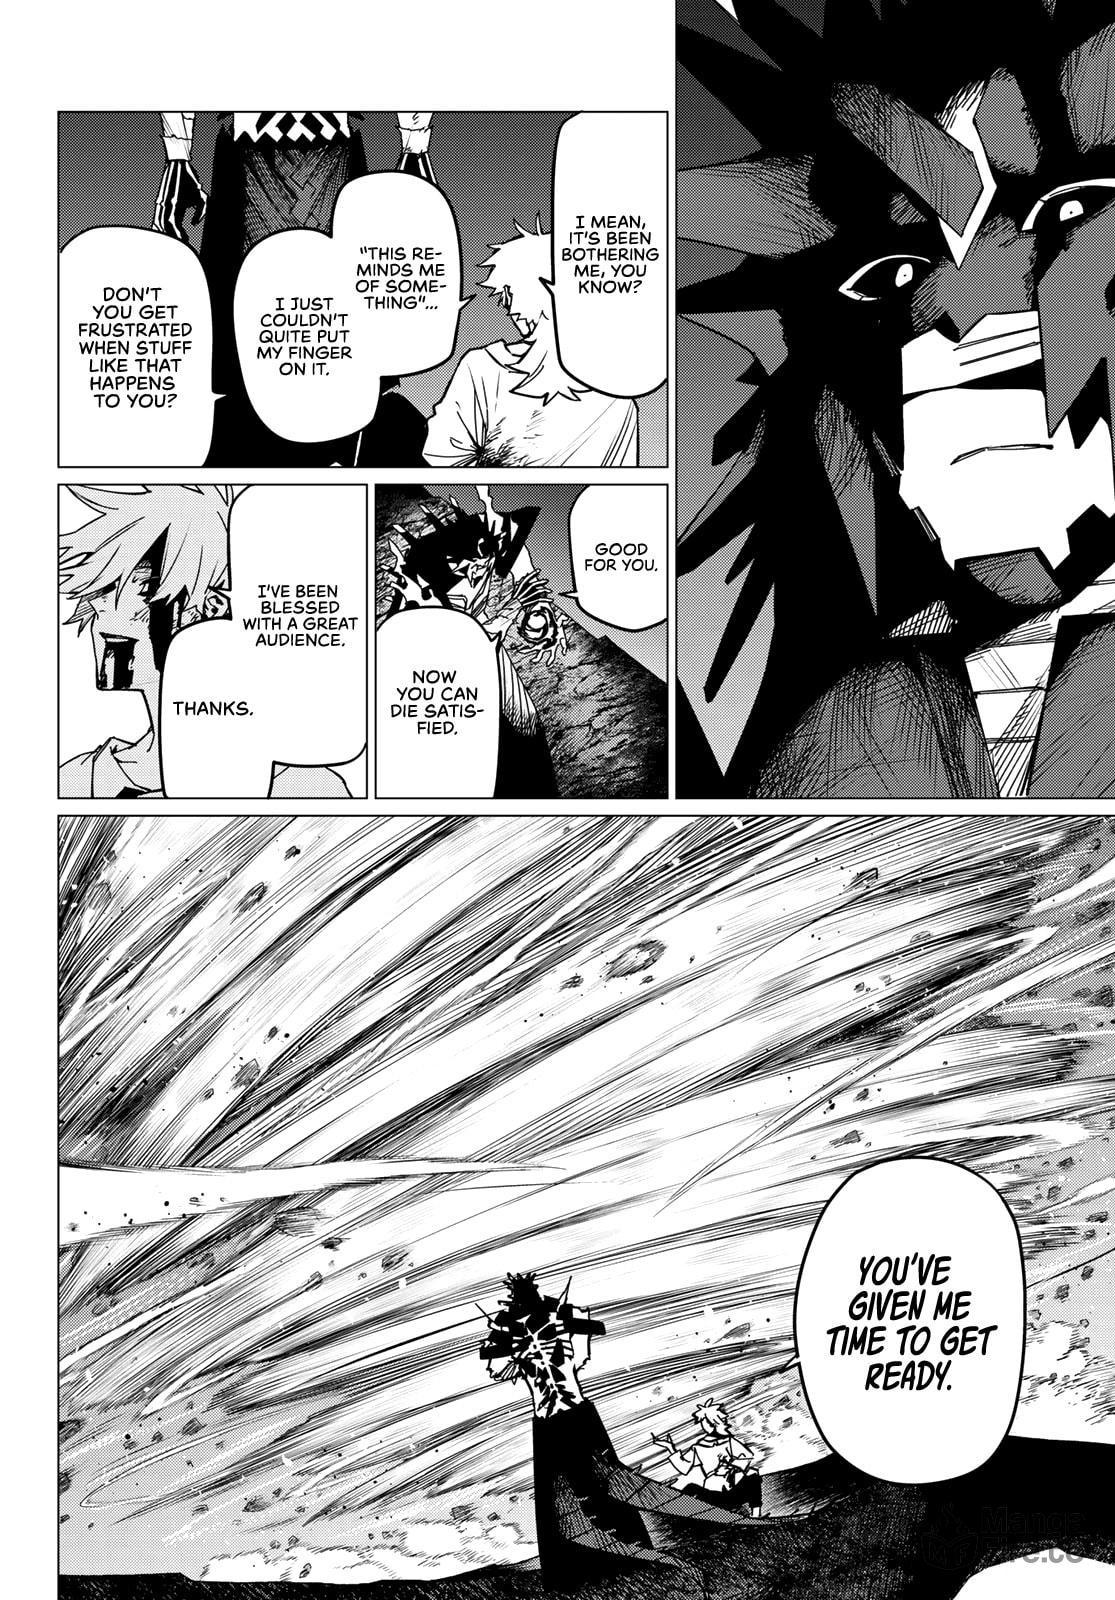 I MEAN,
IT'S BEEN
BOTHERING
ME, YOU
KNOW?
"THIS RE-
MINDS ME
OF SOME-
THING"...
I JUST
COULDN'T
QUITE PUT
MY FINGER
ON IT.
DON'T
YOU GET
FRUSTRATED
WHEN STUFF
LIKE THAT
HAPPENS
TO YOU?
GOOD
FOR YOU.
NOW
YOU CAN
DIE SATIS-
FIED.
I'VE BEEN
BLESSED
WITH A GREAT
AUDIENCE.
THANKS.
YOU'VE
GIVEN ME
TIME TO GET
READY.
Manga
Fire.co